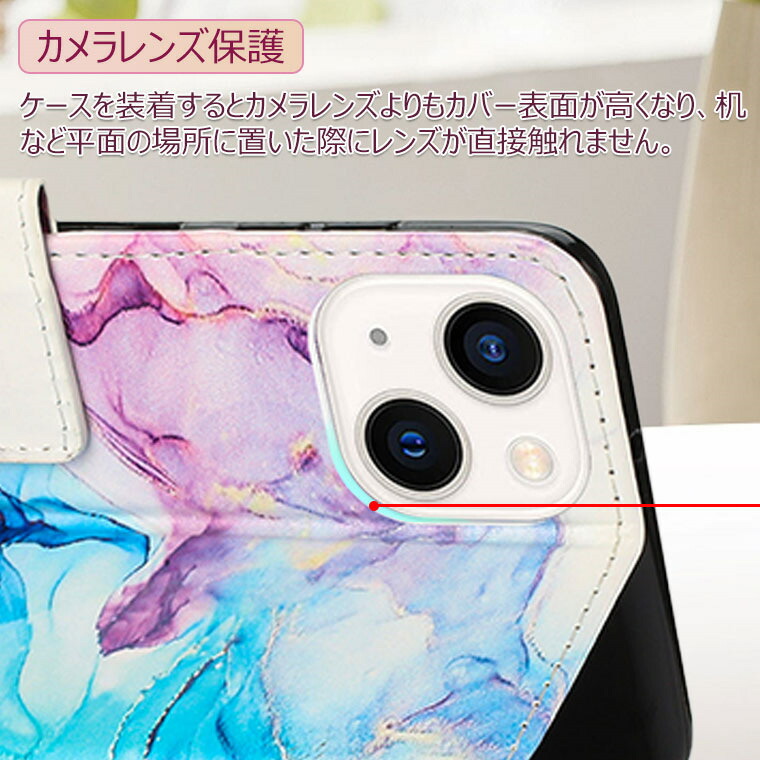 カメラレンズ保護
ケースを装着するとカメラレンズよりもカバー表面が高くなり、机
など平面の場所に置いた際にレンズが直接触れません。